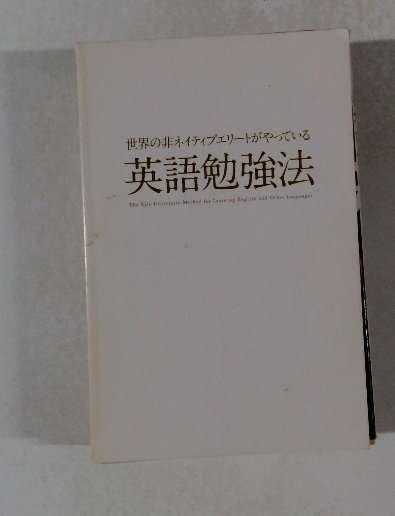 世界の非ネイティブエリートがやっている
英語勉強法
The Yale University Method for Learning English and Other Languages